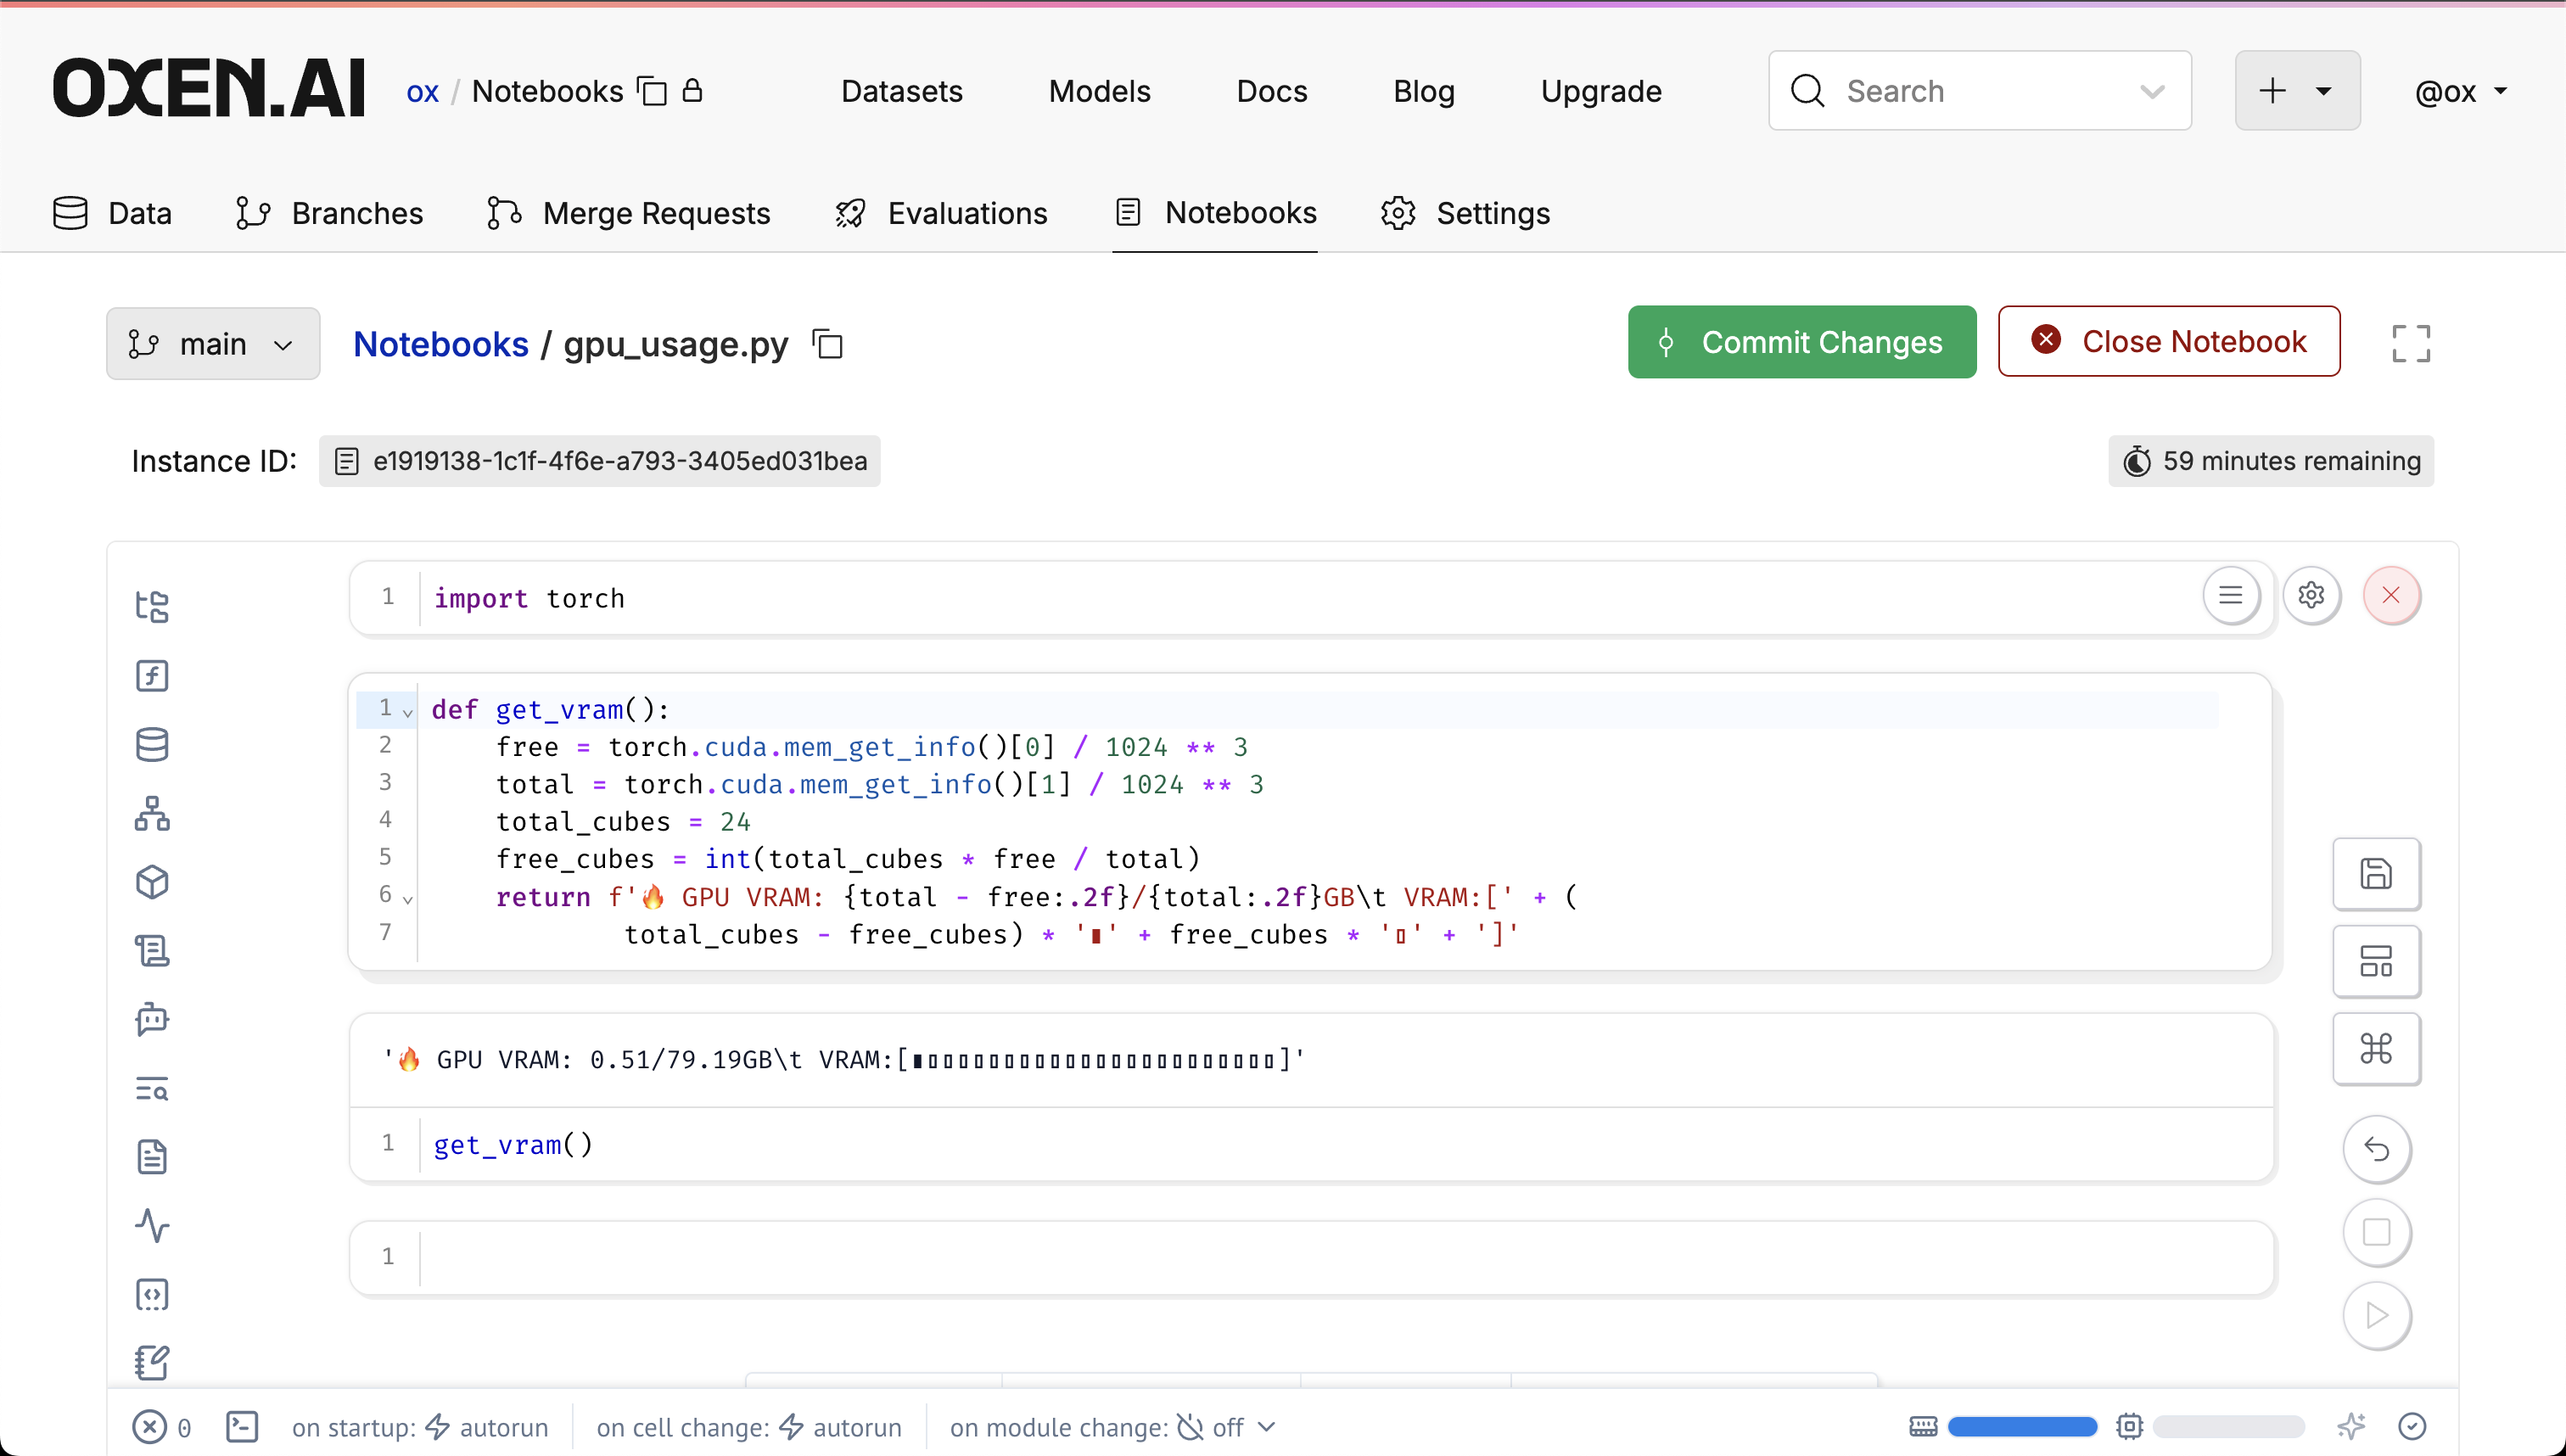 OXEN.AI ox / Notebooks Datasets Models Docs Blog Upgrade Search @ox
Data Branches Merge Requests Evaluations Notebooks Settings
main Notebooks / gpu_usage.py Commit Changes Close Notebook
Instance ID: e1919138-1c1f-4f6e-a793-3405ed031bea 59 minutes remaining
1 import torch
1 def get_vram():
2     free = torch.cuda.mem_get_info()[0] / 1024 ** 3
3     total = torch.cuda.mem_get_info()[1] / 1024 ** 3
4     total_cubes = 24
5     free_cubes = int(total_cubes * free / total)
6     return f'🔥 GPU VRAM: {total - free:.2f}/{total:.2f}GB\t VRAM:[' + (
7             total_cubes - free_cubes) * '▮' + free_cubes * '▯' + ']'
'🔥 GPU VRAM: 0.51/79.19GB\t VRAM:[▮▯▯▯▯▯▯▯▯▯▯▯▯▯▯▯▯▯▯▯▯▯▯▯]'
1 get_vram()
1
0 on startup: autorun on cell change: autorun on module change: off